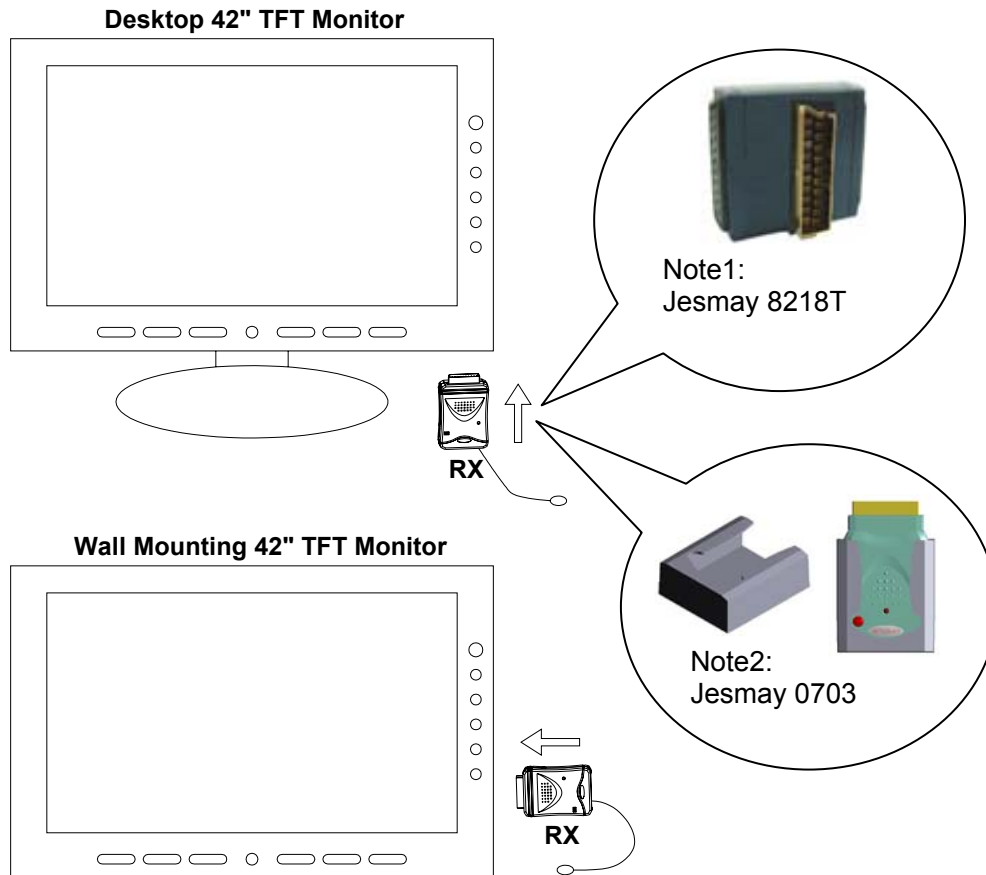 Desktop 42" TFT Monitor
Note1:
Jesmay 8218T
RX
Wall Mounting 42" TFT Monitor
Note2:
Jesmay 0703
RX